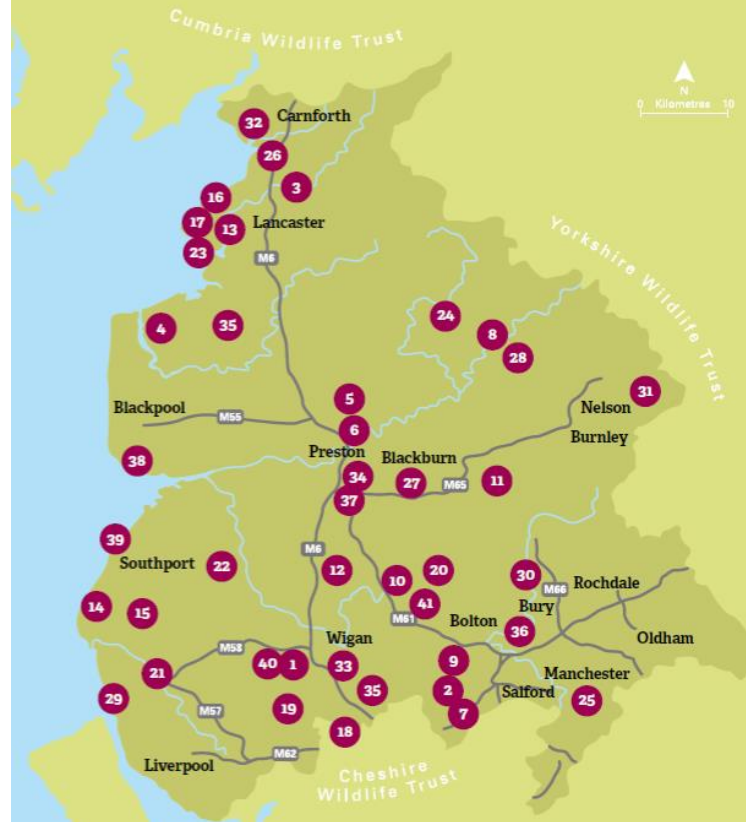 Cumbria Wildlife Trust
N
0 Kilometres 10
32
Carnforth
26
3
16
17
13
Lancaster
23
M6
Yorkshire Wildlife Trust
4
35
24
8
28
5
31
Nelson
Blackpool
M55
6
Burnley
Preston
Blackburn
38
34
27
M65
11
37
39
M6
Southport
22
12
10
20
30
Rochdale
M66
14
15
41
M61
Bolton
Bury
36
Oldham
M58
Wigan
21
40
1
33
9
Manchester
29
M57
19
35
2
Salford
25
7
18
M62
Liverpool
Cheshire
Wildlife Trust